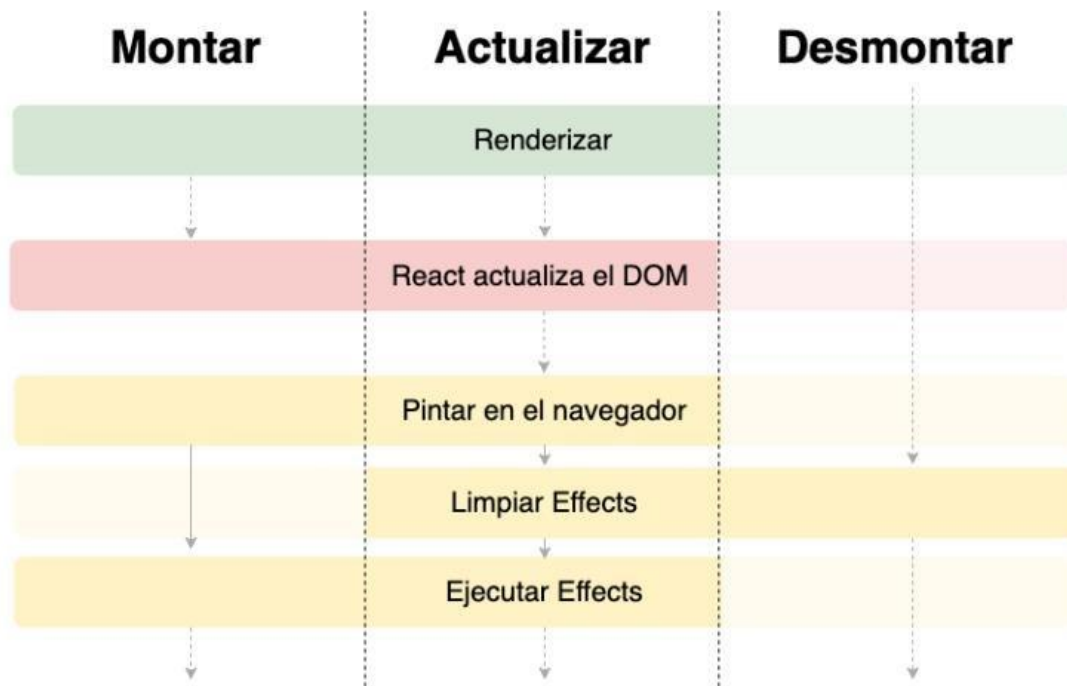 Montar
Actualizar
Desmontar
Renderizar
React actualiza el DOM
Pintar en el navegador
Limpiar Effects
Ejecutar Effects